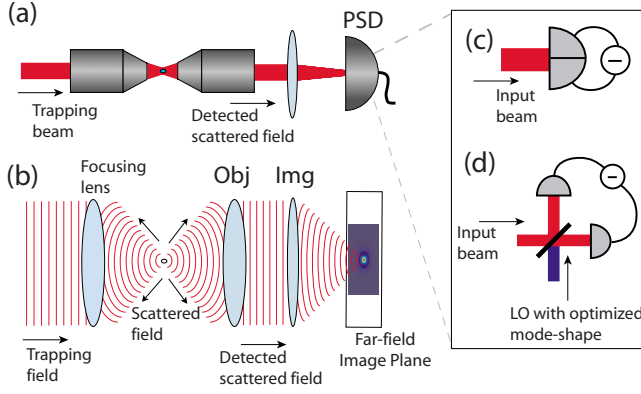 (a)
PSD
Trapping
beam
Detected
scattered field
(b)
Focusing
lens
Obj
Img
Scattered
field
Trapping
field
Detected
scattered field
Far-field
Image Plane
(c)
Input
beam
(d)
Input
beam
LO with optimized
mode-shape